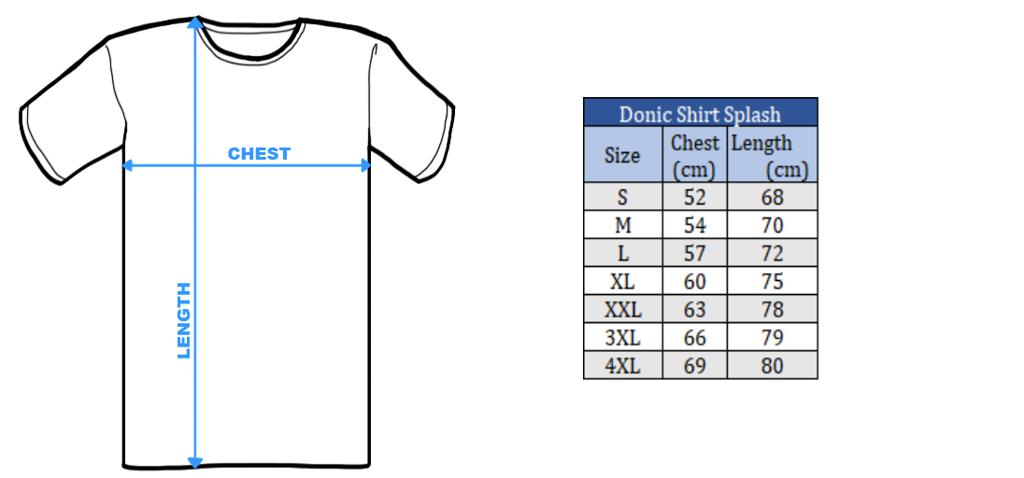 CHEST
LENGTH
Donic Shirt Splash
Size Chest (cm) Length (cm)
S 52 68
M 54 70
L 57 72
XL 60 75
XXL 63 78
3XL 66 79
4XL 69 80